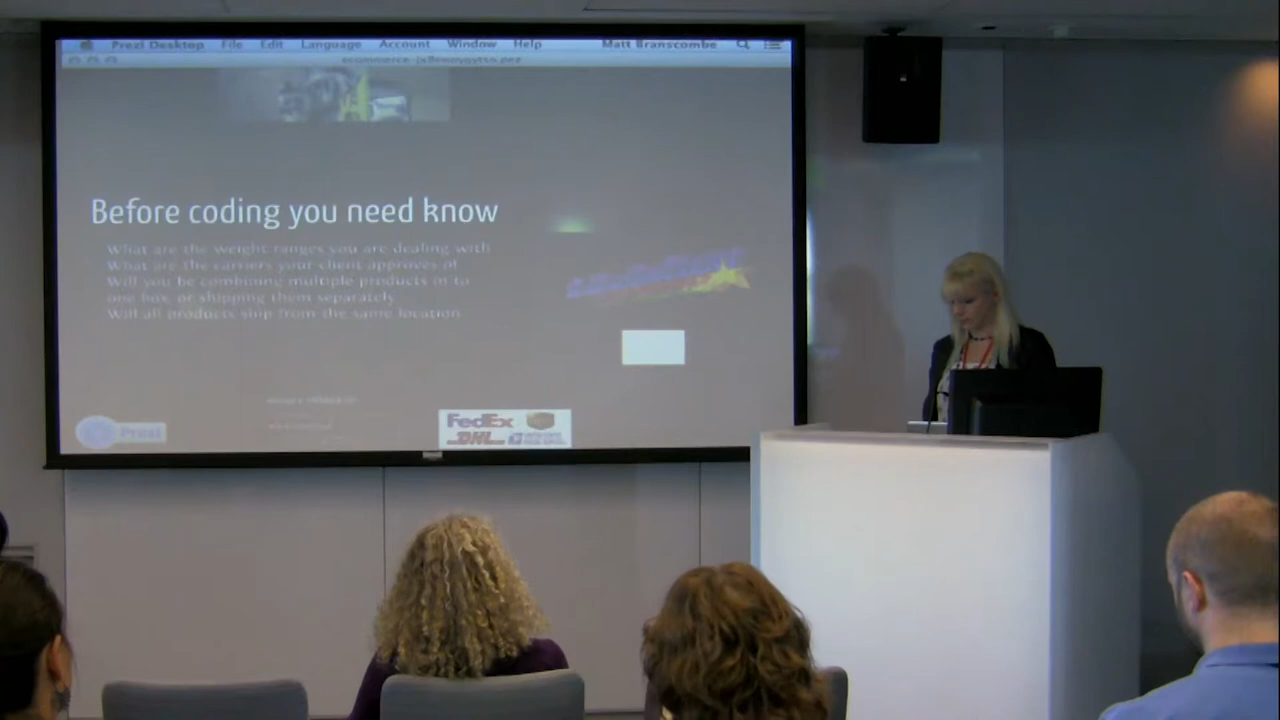 Prezi Desktop File Edit Language Account Window Help Matt Branscombe
Before coding you need know
What are the weight ranges you are dealing with
What are the carriers your client approves of
Will you be combining multiple products in to
one box, or shipping them separately
Will all products ship from the same location
Prezi
FedEx
DHL